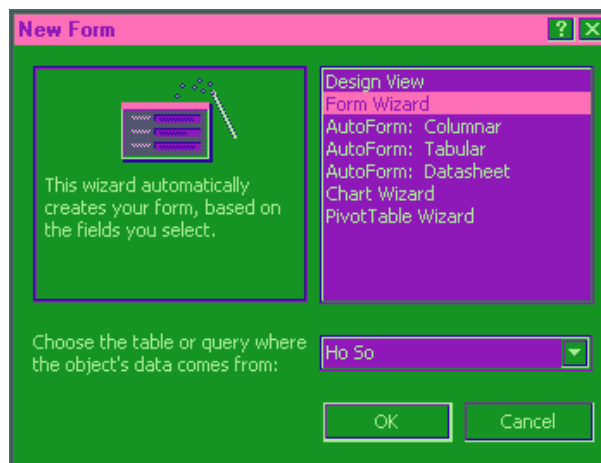 New Form
Design View
Form Wizard
AutoForm: Columnar
AutoForm: Tabular
AutoForm: Datasheet
Chart Wizard
PivotTable Wizard
This wizard automatically
creates your form, based on
the fields you select.
Choose the table or query where
the object's data comes from:
Ho So
OK
Cancel